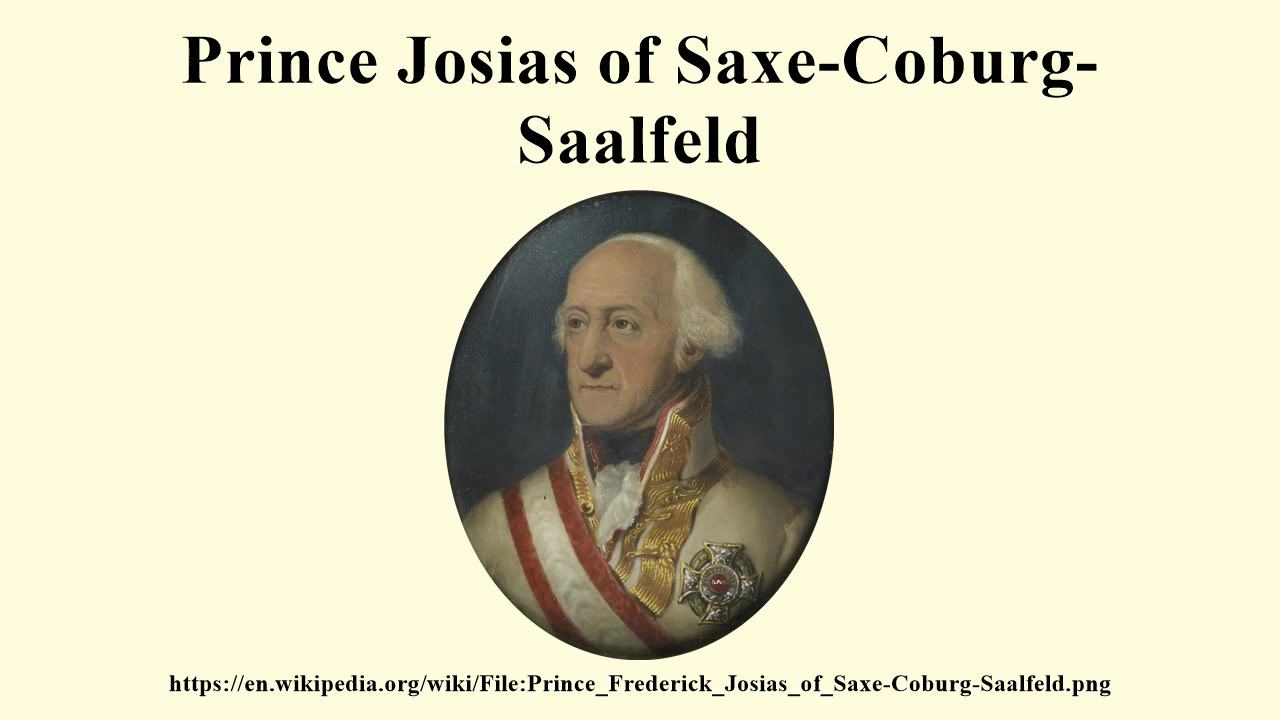 Prince Josias of Saxe-Coburg-
Saalfeld
https://en.wikipedia.org/wiki/File:Prince_Frederick_Josias_of_Saxe-Coburg-Saalfeld.png